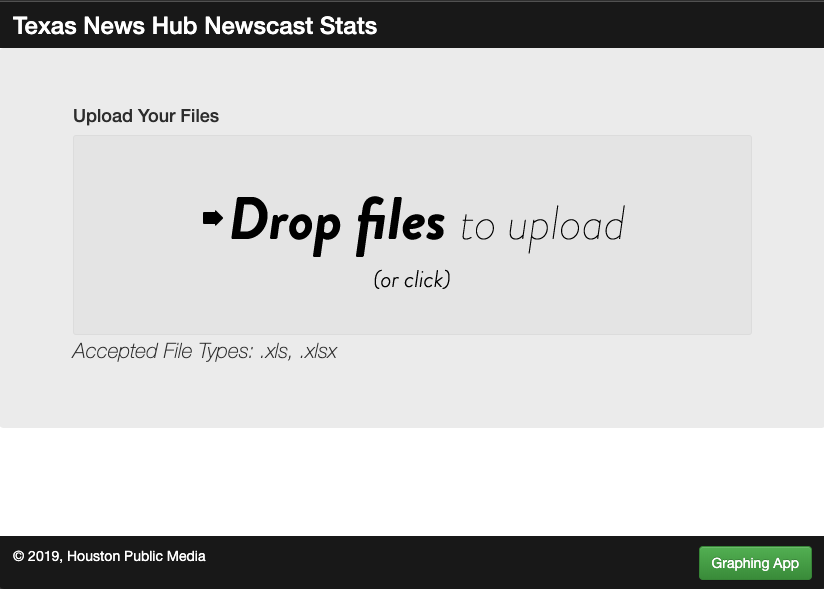 Texas News Hub Newscast Stats
Upload Your Files
Drop files to upload
(or click)
Accepted File Types: .xls, .xlsx
© 2019, Houston Public Media
Graphing App